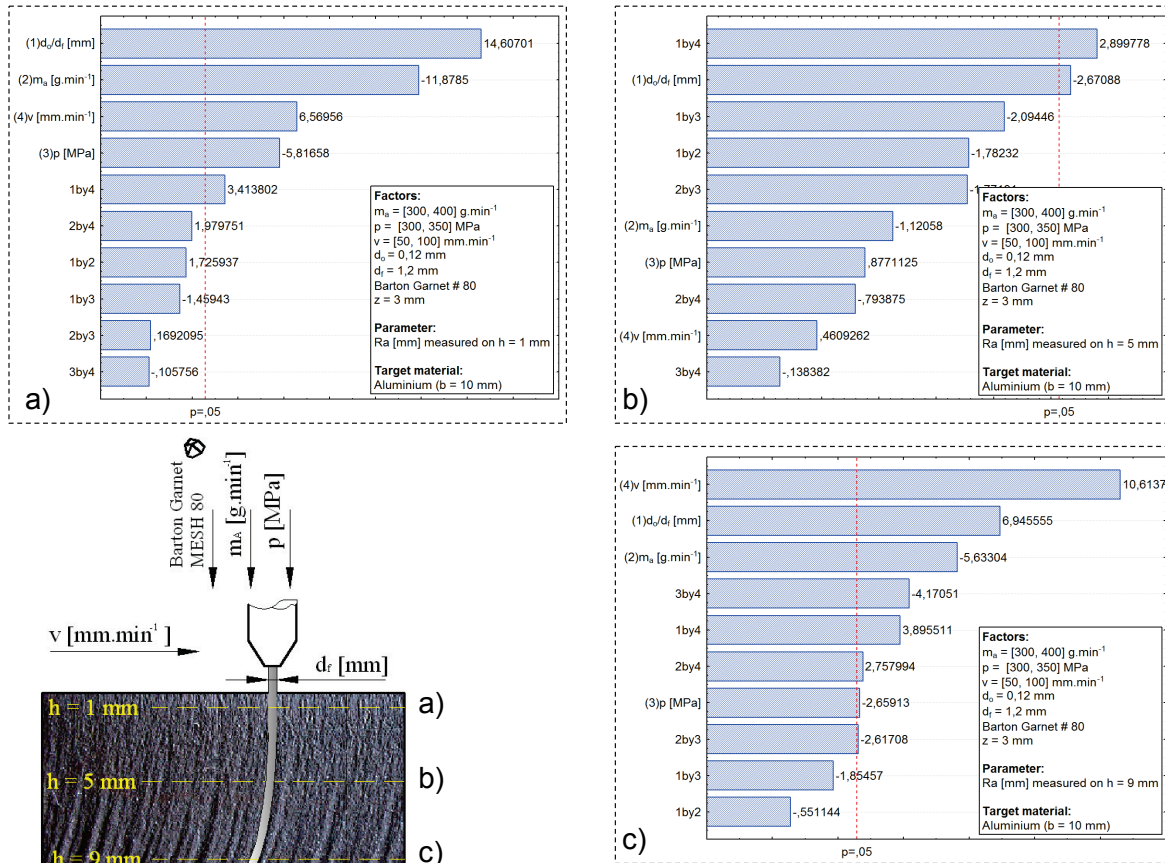 (1)dₒ/d_f [mm]
14,60701
(2)mₐ [g.min⁻¹]
-11,8785
(4)v [mm.min⁻¹]
6,56956
(3)p [MPa]
-5,81658
1by4
3,413802
2by4
1,979751
1by2
1,725937
1by3
-1,45943
2by3
,1692095
3by4
-,105756
p=,05
Factors:
mₐ = [300, 400] g.min⁻¹
p = [300, 350] MPa
v = [50, 100] mm.min⁻¹
dₒ = 0,12 mm
d_f = 1,2 mm
Barton Garnet # 80
z = 3 mm
Parameter:
Ra [mm] measured on h = 1 mm
Target material:
Aluminium (b = 10 mm)
a)
1by4
2,899778
(1)dₒ/d_f [mm]
-2,67088
1by3
-2,09446
1by2
-1,78232
2by3
(2)mₐ [g.min⁻¹]
-1,12058
(3)p [MPa]
,8771125
2by4
-,793875
(4)v [mm.min⁻¹]
,4609262
3by4
-,138382
p=,05
Factors:
mₐ = [300, 400] g.min⁻¹
p = [300, 350] MPa
v = [50, 100] mm.min⁻¹
dₒ = 0,12 mm
d_f = 1,2 mm
Barton Garnet # 80
z = 3 mm
Parameter:
Ra [mm] measured on h = 5 mm
Target material:
Aluminium (b = 10 mm)
b)
Barton Garnet
MESH 80
m_A [g.min⁻¹]
p [MPa]
v [mm.min⁻¹]
d_f [mm]
h = 1 mm
a)
h = 5 mm
b)
h = 9 mm
c)
(4)v [mm.min⁻¹]
10,6137
(1)dₒ/d_f [mm]
6,945555
(2)mₐ [g.min⁻¹]
-5,63304
3by4
-4,17051
1by4
3,895511
2by4
2,757994
(3)p [MPa]
-2,65913
2by3
-2,61708
1by3
-1,85457
1by2
-,551144
p=,05
Factors:
mₐ = [300, 400] g.min⁻¹
p = [300, 350] MPa
v = [50, 100] mm.min⁻¹
dₒ = 0,12 mm
d_f = 1,2 mm
Barton Garnet # 80
z = 3 mm
Parameter:
Ra [mm] measured on h = 9 mm
Target material:
Aluminium (b = 10 mm)
c)